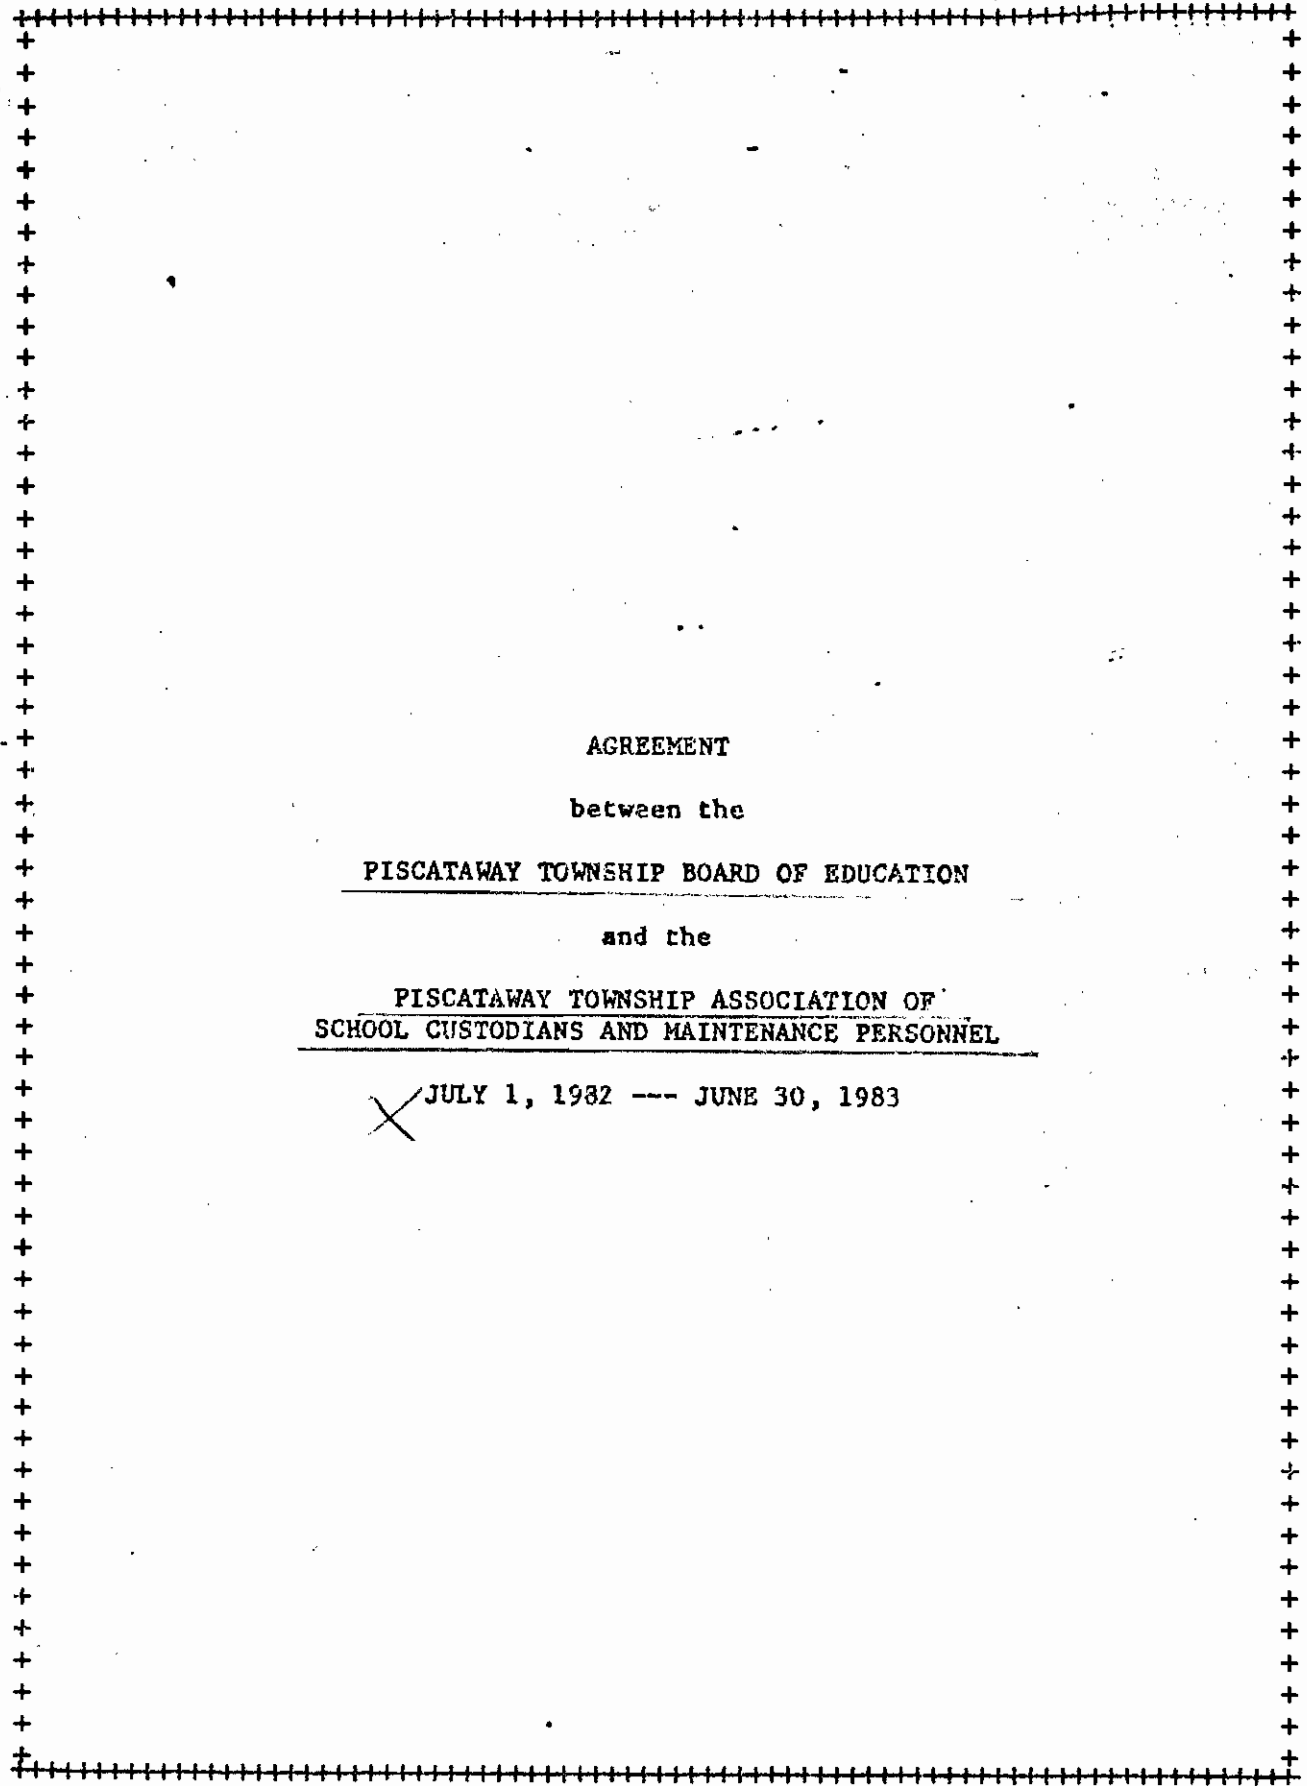 AGREEMENT
between the
PISCATAWAY TOWNSHIP BOARD OF EDUCATION
and the
PISCATAWAY TOWNSHIP ASSOCIATION OF
SCHOOL CUSTODIANS AND MAINTENANCE PERSONNEL
JULY 1, 1982 --- JUNE 30, 1983